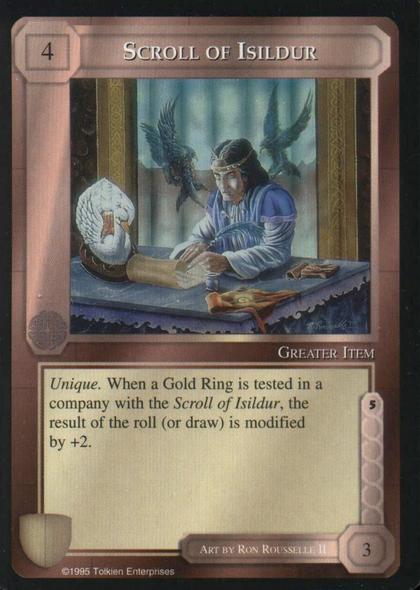 4
SCROLL OF ISILDUR
GREATER ITEM
Unique. When a Gold Ring is tested in a
company with the Scroll of Isildur, the
result of the roll (or draw) is modified
by +2.
5
ART BY RON ROUSSELLE II
3
©1995 Tolkien Enterprises